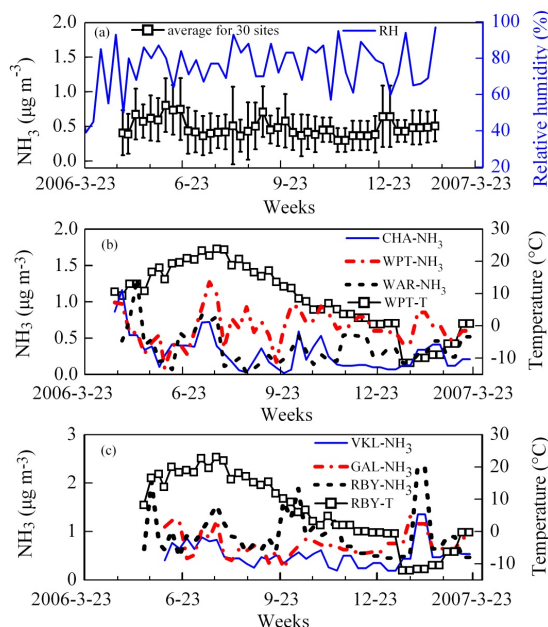 (a) average for 30 sites RH
NH3 (µg m-3)
2.0
1.5
1.0
0.5
0.0
100
80
60
40
20
Relative humidity (%)
2006-3-23 6-23 9-23 12-23 2007-3-23
Weeks
(b) CHA-NH3
WPT-NH3
WAR-NH3
WPT-T
NH3 (µg m-3)
2.0
1.5
1.0
0.5
0.0
30
20
10
0
-10
Temperature (°C)
2006-3-23 6-23 9-23 12-23 2007-3-23
Weeks
(c) VKL-NH3
GAL-NH3
RBY-NH3
RBY-T
NH3 (µg m-3)
3
2
1
0
30
20
10
0
-10
Temperature (°C)
2006-3-23 6-23 9-23 12-23 2007-3-23
Weeks